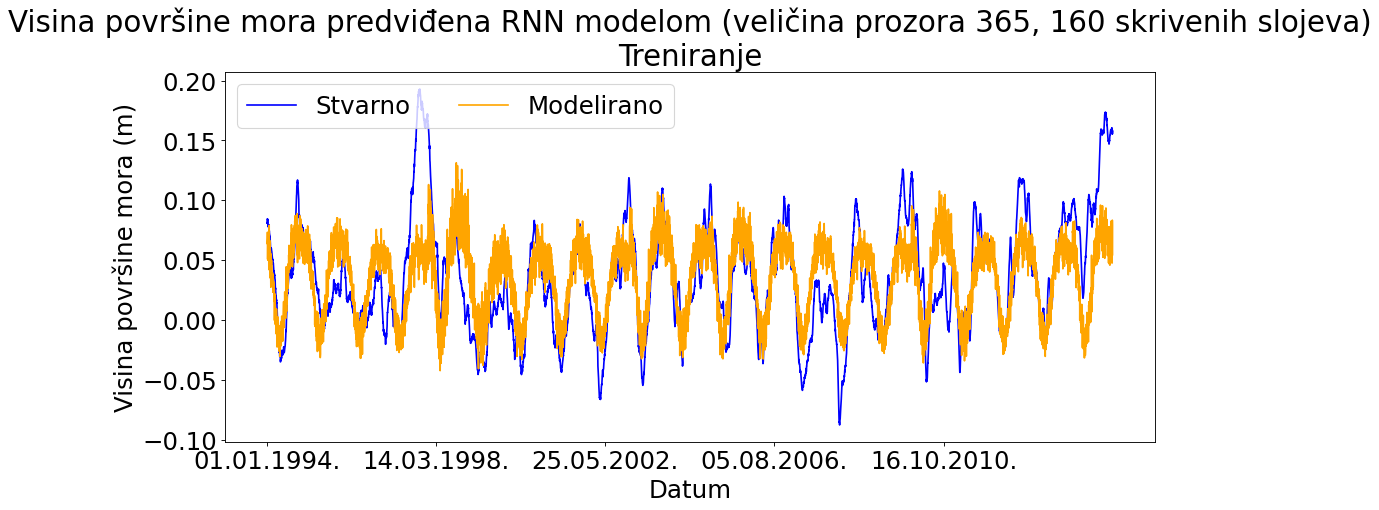 Visina površine mora predviđena RNN modelom (veličina prozora 365, 160 skrivenih slojeva)
Treniranje
Stvarno
Modelirano
Visina površine mora (m)
0.20
0.15
0.10
0.05
0.00
−0.05
−0.10
01.01.1994.
14.03.1998.
25.05.2002.
05.08.2006.
16.10.2010.
Datum